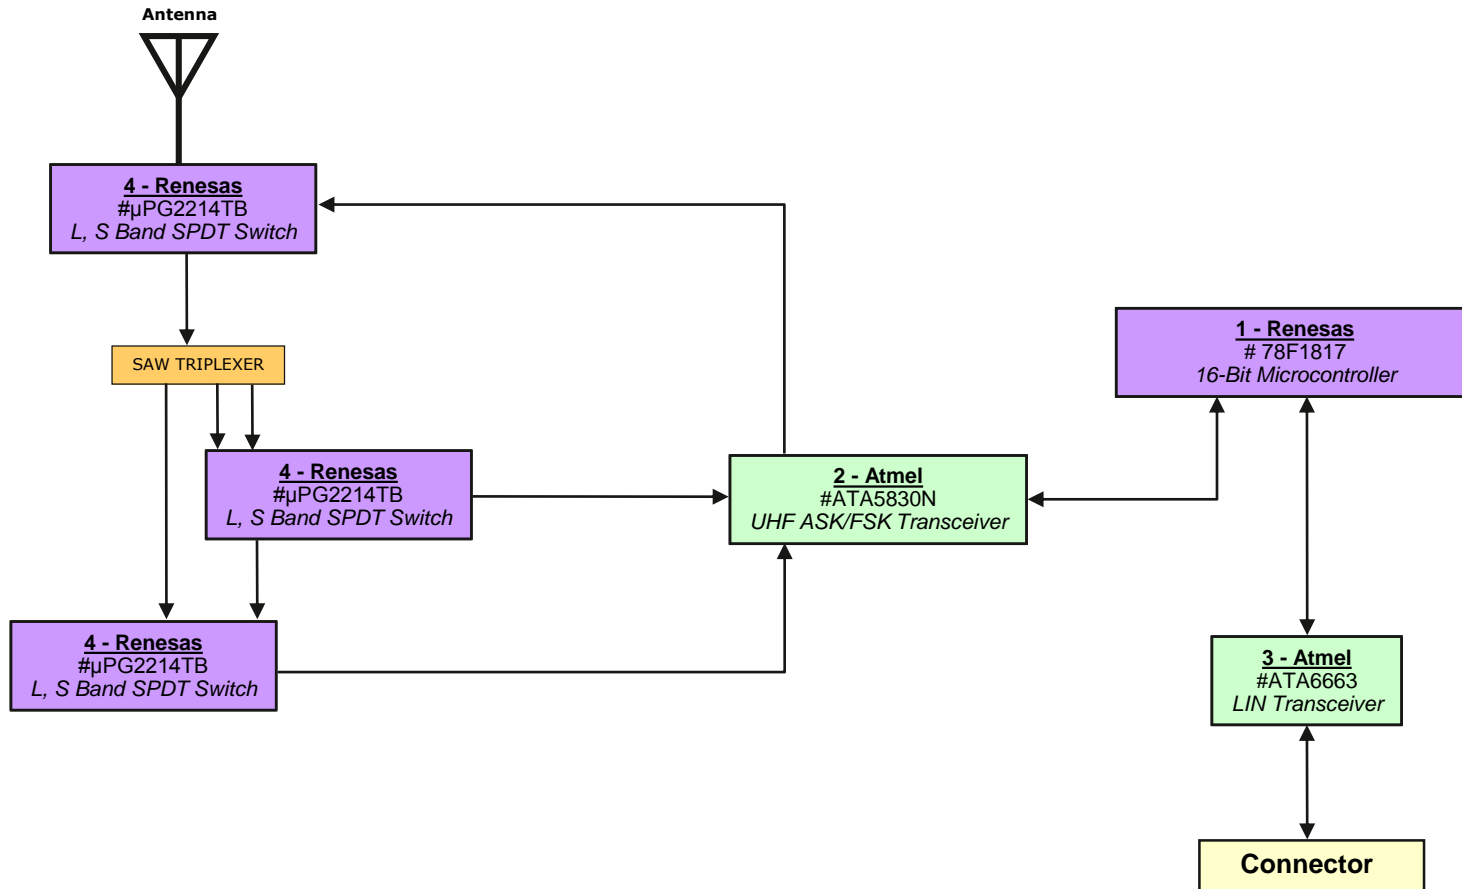 Antenna
4 - Renesas
#µPG2214TB
L, S Band SPDT Switch
SAW TRIPLEXER
1 - Renesas
# 78F1817
16-Bit Microcontroller
4 - Renesas
#µPG2214TB
L, S Band SPDT Switch
2 - Atmel
#ATA5830N
UHF ASK/FSK Transceiver
4 - Renesas
#µPG2214TB
L, S Band SPDT Switch
3 - Atmel
#ATA6663
LIN Transceiver
Connector